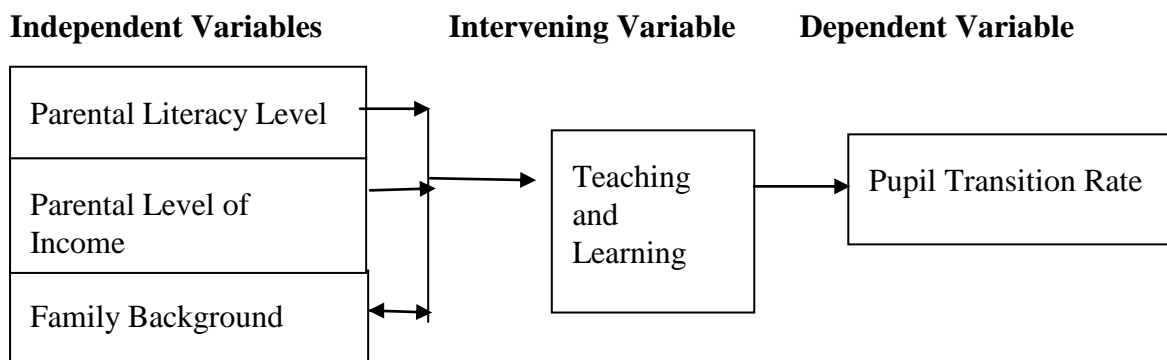 Independent Variables
Intervening Variable
Dependent Variable
Parental Literacy Level
Parental Level of
Income
Family Background
Teaching
and
Learning
Pupil Transition Rate